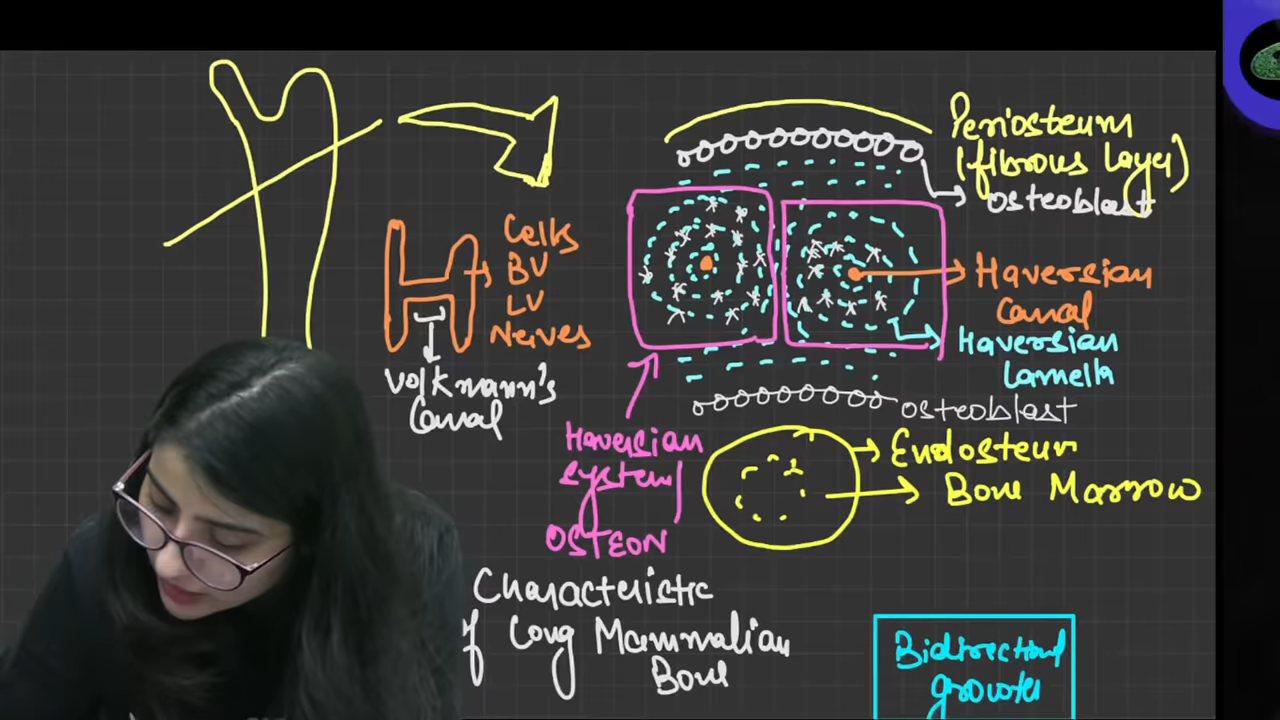 Periosteum
(fibrous layer)
osteoblast
Cells
BV
LV
Nerves
Volkmann's
Canal
Haversian
Canal
Haversian
Lamella
osteoblast
Haversian
system/
OSTEON
Endosteum
Bone Marrow
Characteristic
of Long Mammalian
Bone
Bidirectional
growth